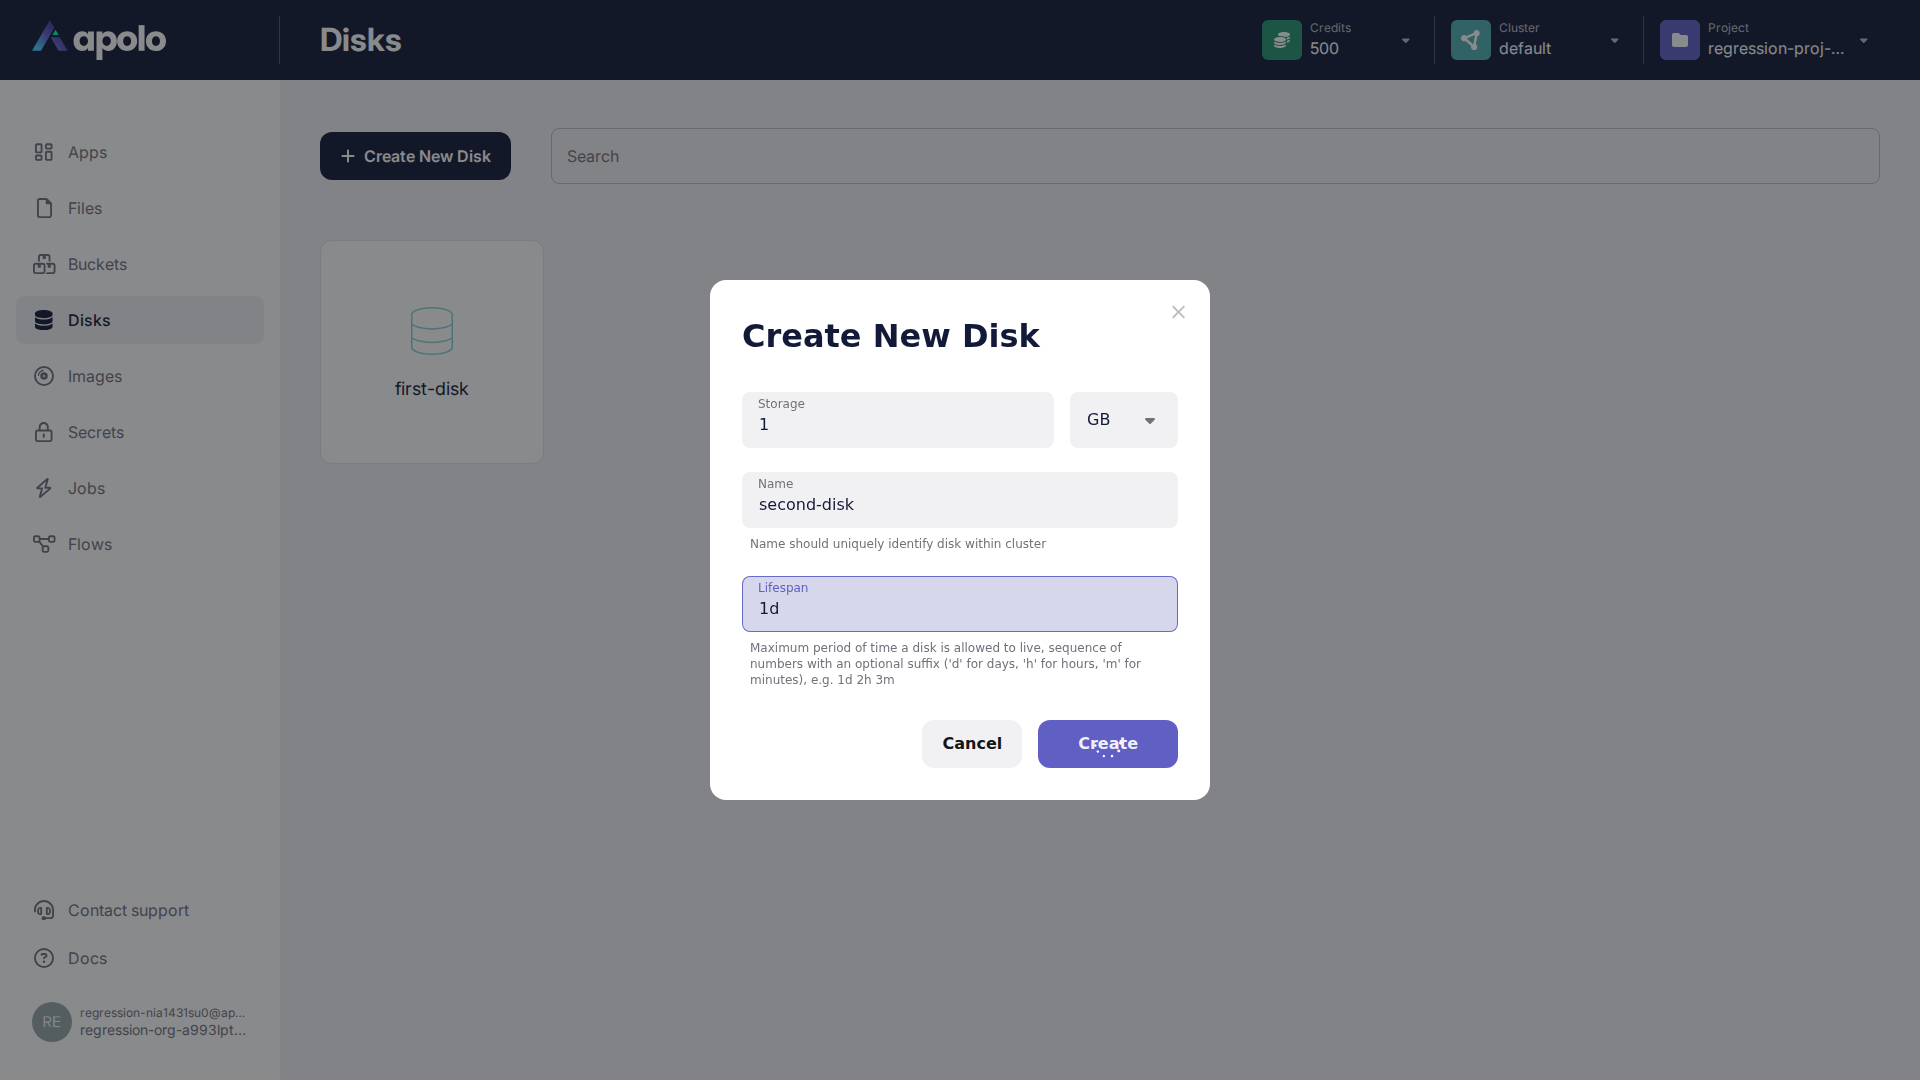 apolo
Disks
Credits
500
Cluster
default
Project
regression-proj-...
Apps
Files
Buckets
Disks
Images
Secrets
Jobs
Flows
Contact support
Docs
RE
regression-nia1431su0@ap...
regression-org-a993lpt...
Create New Disk
Search
first-disk
Create New Disk
Storage
1
GB
Name
second-disk
Name should uniquely identify disk within cluster
Lifespan
1d
Maximum period of time a disk is allowed to live, sequence of
numbers with an optional suffix ('d' for days, 'h' for hours, 'm' for
minutes), e.g. 1d 2h 3m
Cancel
Create